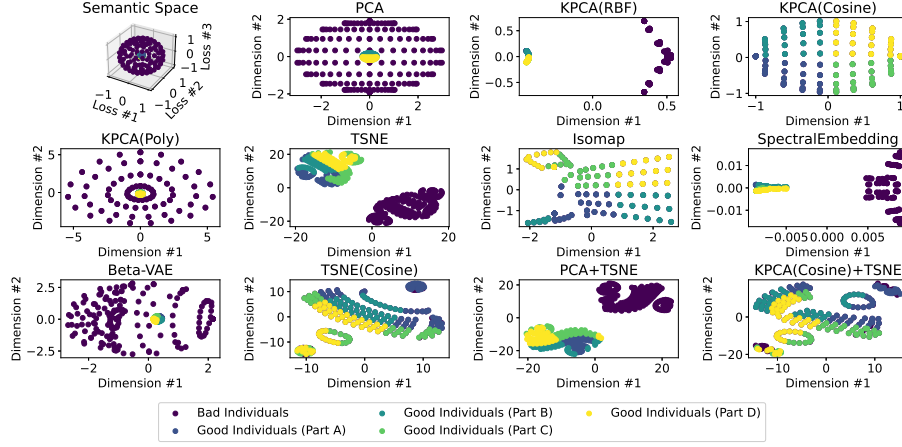 Semantic Space
1
0
−1
Loss #3
−1 0 1
Loss #1
−1 0 1
Loss #2
PCA
2
0
−2
Dimension #2
−2 0 2
Dimension #1
KPCA(RBF)
0.5
0.0
−0.5
Dimension #2
0.0 0.5
Dimension #1
KPCA(Cosine)
1
0
−1
Dimension #2
−1 0 1
Dimension #1
KPCA(Poly)
5
0
Dimension #2
−5 0 5
Dimension #1
TSNE
20
0
−20
Dimension #2
−20 0 20
Dimension #1
Isomap
1
0
−1
Dimension #2
−2 0 2
Dimension #1
SpectralEmbedding
0.01
0.00
−0.01
Dimension #2
−0.005 0.000 0.005
Dimension #1
Beta-VAE
2.5
0.0
−2.5
Dimension #2
−2 0 2
Dimension #1
TSNE(Cosine)
10
0
−10
Dimension #2
−10 0 10
Dimension #1
PCA+TSNE
20
0
−20
Dimension #2
−20 0 20
Dimension #1
KPCA(Cosine)+TSNE
0
−20
Dimension #2
−10 0 10
Dimension #1
Bad Individuals
Good Individuals (Part A)
Good Individuals (Part B)
Good Individuals (Part C)
Good Individuals (Part D)